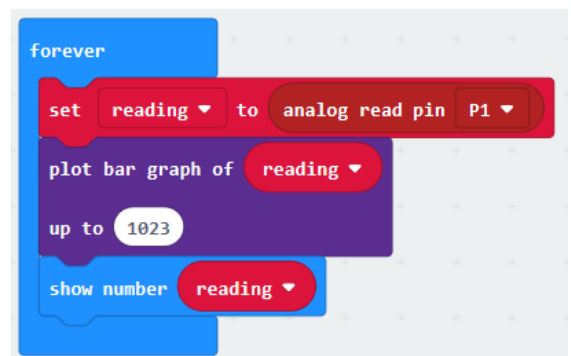 forever
set reading to analog read pin P1
plot bar graph of reading
up to 1023
show number reading